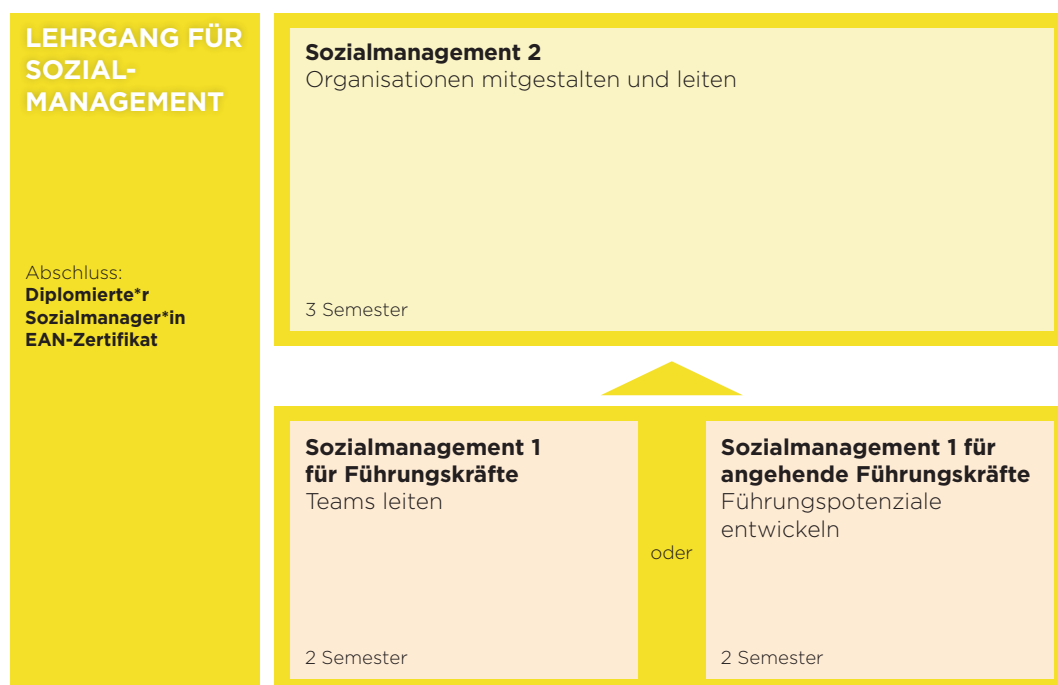 LEHRGANG FÜR
SOZIAL-
MANAGEMENT
Abschluss:
Diplomierte*r
Sozialmanager*in
EAN-Zertifikat
Sozialmanagement 2
Organisationen mitgestalten und leiten
3 Semester
Sozialmanagement 1
für Führungskräfte
Teams leiten
2 Semester
oder
Sozialmanagement 1 für
angehende Führungskräfte
Führungspotenziale
entwickeln
2 Semester